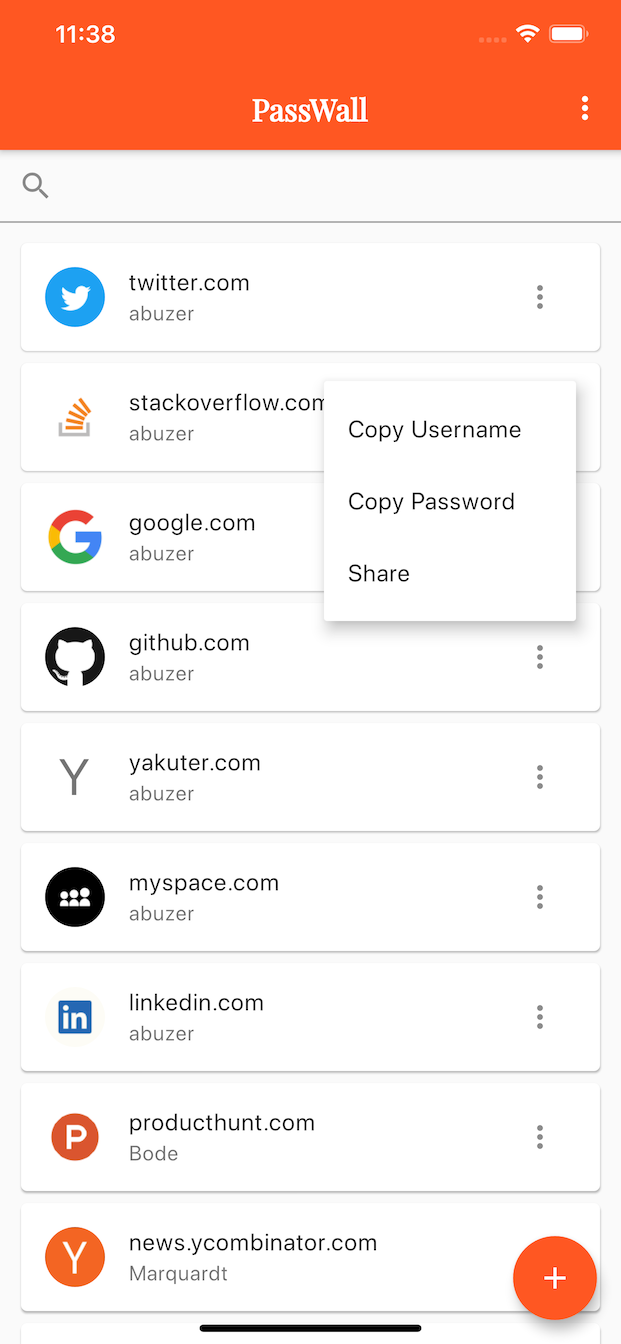 11:38
PassWall
twitter.com
abuzer
stackoverflow.com
abuzer
Copy Username
Copy Password
Share
google.com
abuzer
github.com
abuzer
Y
yakuter.com
abuzer
myspace.com
abuzer
in
linkedin.com
abuzer
P
producthunt.com
Bode
Y
news.ycombinator.com
Marquardt